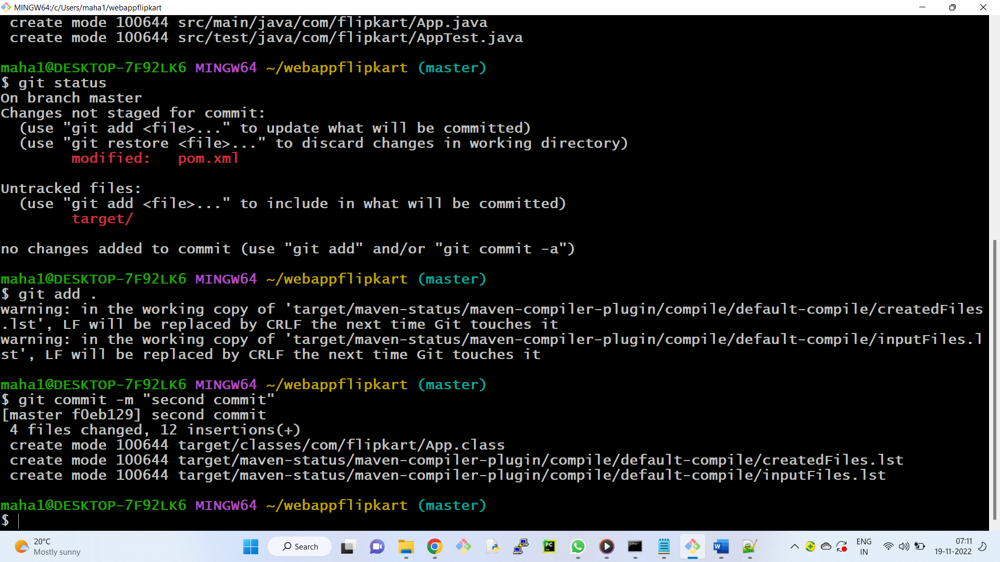 MINGW64:/c/Users/maha1/webappflipkart
 create mode 100644 src/main/java/com/flipkart/App.java
 create mode 100644 src/test/java/com/flipkart/AppTest.java
maha1@DESKTOP-7F92LK6 MINGW64 ~/webappflipkart (master)
$ git status
On branch master
Changes not staged for commit:
  (use "git add <file>..." to update what will be committed)
  (use "git restore <file>..." to discard changes in working directory)
        modified:   pom.xml
Untracked files:
  (use "git add <file>..." to include in what will be committed)
        target/
no changes added to commit (use "git add" and/or "git commit -a")
maha1@DESKTOP-7F92LK6 MINGW64 ~/webappflipkart (master)
$ git add .
warning: in the working copy of 'target/maven-status/maven-compiler-plugin/compile/default-compile/createdFiles
.lst', LF will be replaced by CRLF the next time Git touches it
warning: in the working copy of 'target/maven-status/maven-compiler-plugin/compile/default-compile/inputFiles.l
st', LF will be replaced by CRLF the next time Git touches it
maha1@DESKTOP-7F92LK6 MINGW64 ~/webappflipkart (master)
$ git commit -m "second commit"
[master f0eb129] second commit
 4 files changed, 12 insertions(+)
 create mode 100644 target/classes/com/flipkart/App.class
 create mode 100644 target/maven-status/maven-compiler-plugin/compile/default-compile/createdFiles.lst
 create mode 100644 target/maven-status/maven-compiler-plugin/compile/default-compile/inputFiles.lst
maha1@DESKTOP-7F92LK6 MINGW64 ~/webappflipkart (master)
$
20°C
Mostly sunny
Search
PC
W
ENG
IN
07:11
19-11-2022